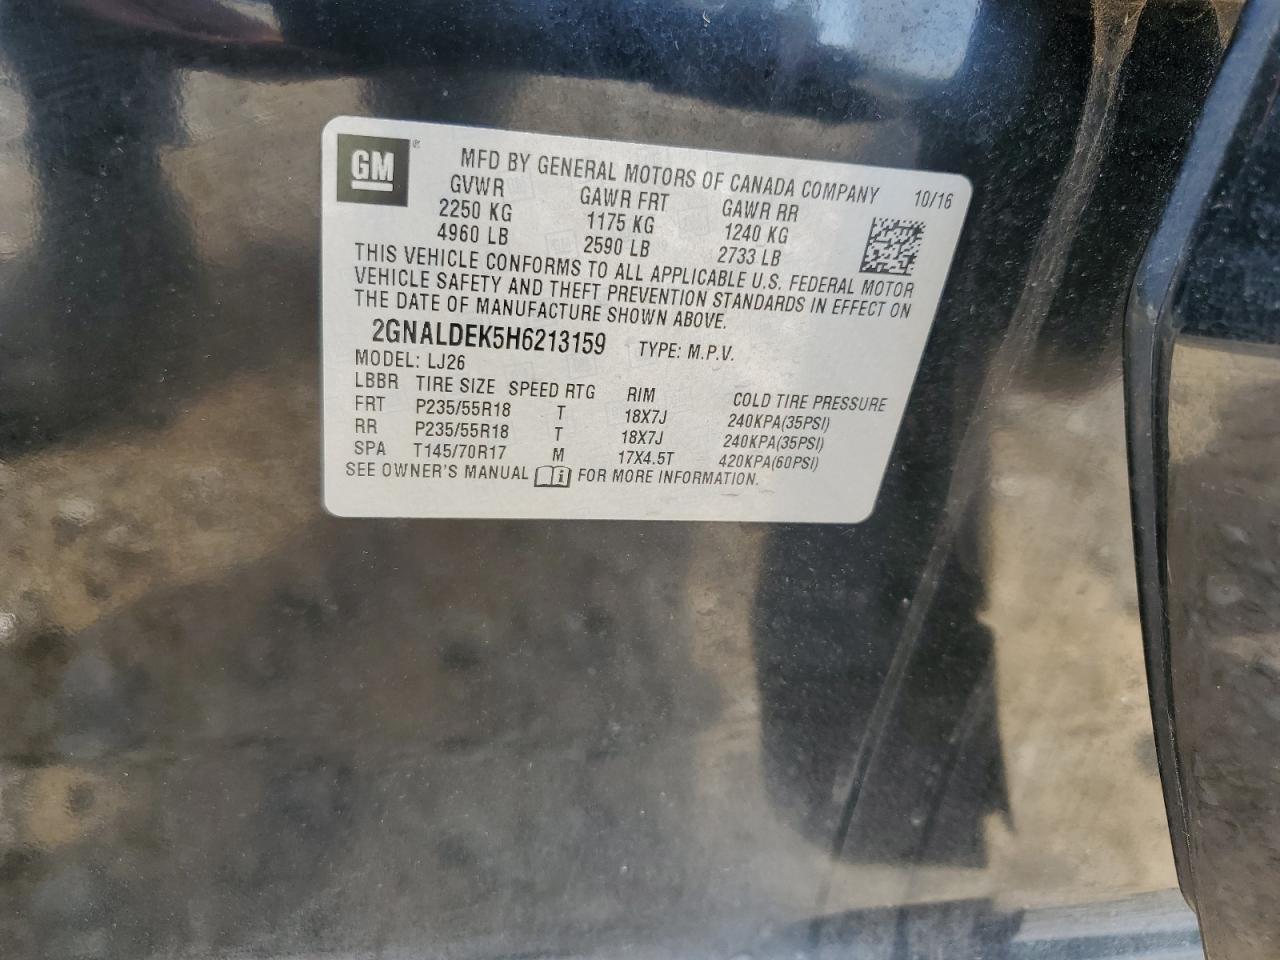 GM ®
MFD BY GENERAL MOTORS OF CANADA COMPANY 10/16
GVWR GAWR FRT GAWR RR
2250 KG 1175 KG 1240 KG
4960 LB 2590 LB 2733 LB
THIS VEHICLE CONFORMS TO ALL APPLICABLE U.S. FEDERAL MOTOR
VEHICLE SAFETY AND THEFT PREVENTION STANDARDS IN EFFECT ON
THE DATE OF MANUFACTURE SHOWN ABOVE.
2GNALDEK5H6213159 TYPE: M.P.V.
MODEL: LJ26
LBBR TIRE SIZE SPEED RTG RIM COLD TIRE PRESSURE
FRT P235/55R18 T 18X7J 240KPA(35PSI)
RR P235/55R18 T 18X7J 240KPA(35PSI)
SPA T145/70R17 M 17X4.5T 420KPA(60PSI)
SEE OWNER'S MANUAL i FOR MORE INFORMATION.